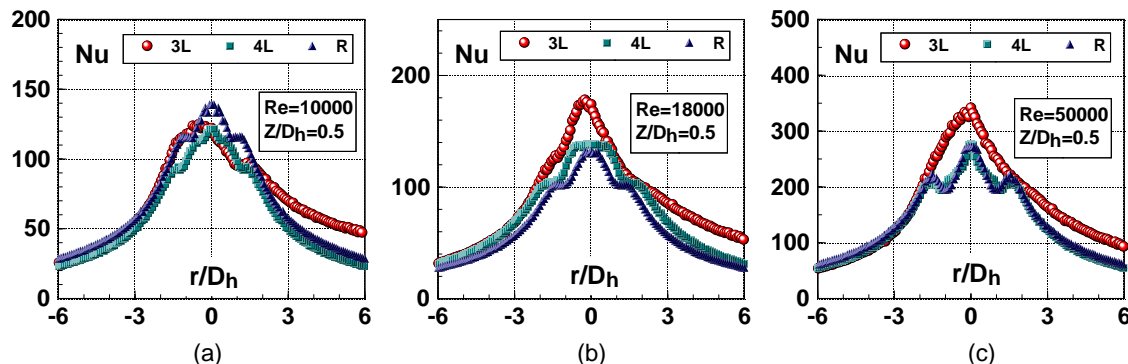 200
150
100
50
0
Nu
3L 4L R
Re=10000
Z/Dh=0.5
r/Dh
-6 -3 0 3 6
(a)
200
100
0
Nu
3L 4L R
Re=18000
Z/Dh=0.5
r/Dh
-6 -3 0 3 6
(b)
500
400
300
200
100
0
Nu
3L 4L R
Re=50000
Z/Dh=0.5
r/Dh
-6 -3 0 3 6
(c)